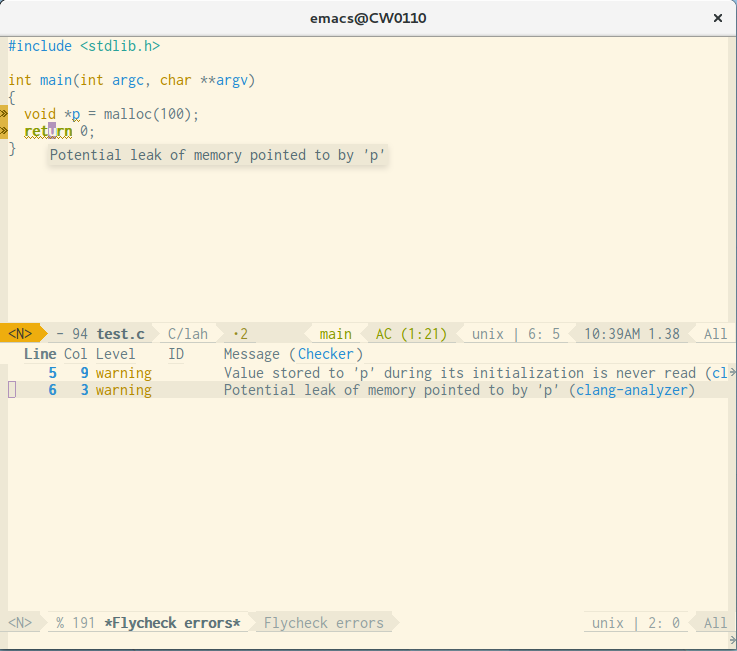 emacs@CW0110 ×
#include <stdlib.h>
int main(int argc, char **argv)
{
void *p = malloc(100);
return 0;
}
Potential leak of memory pointed to by 'p'
<N> - 94 test.c C/lah ·2 main AC (1:21) unix | 6: 5 10:39AM 1.38 All
Line Col Level ID Message (Checker)
5 9 warning Value stored to 'p' during its initialization is never read (cl
6 3 warning Potential leak of memory pointed to by 'p' (clang-analyzer)
<N> % 191 *Flycheck errors* Flycheck errors unix | 2: 0 All